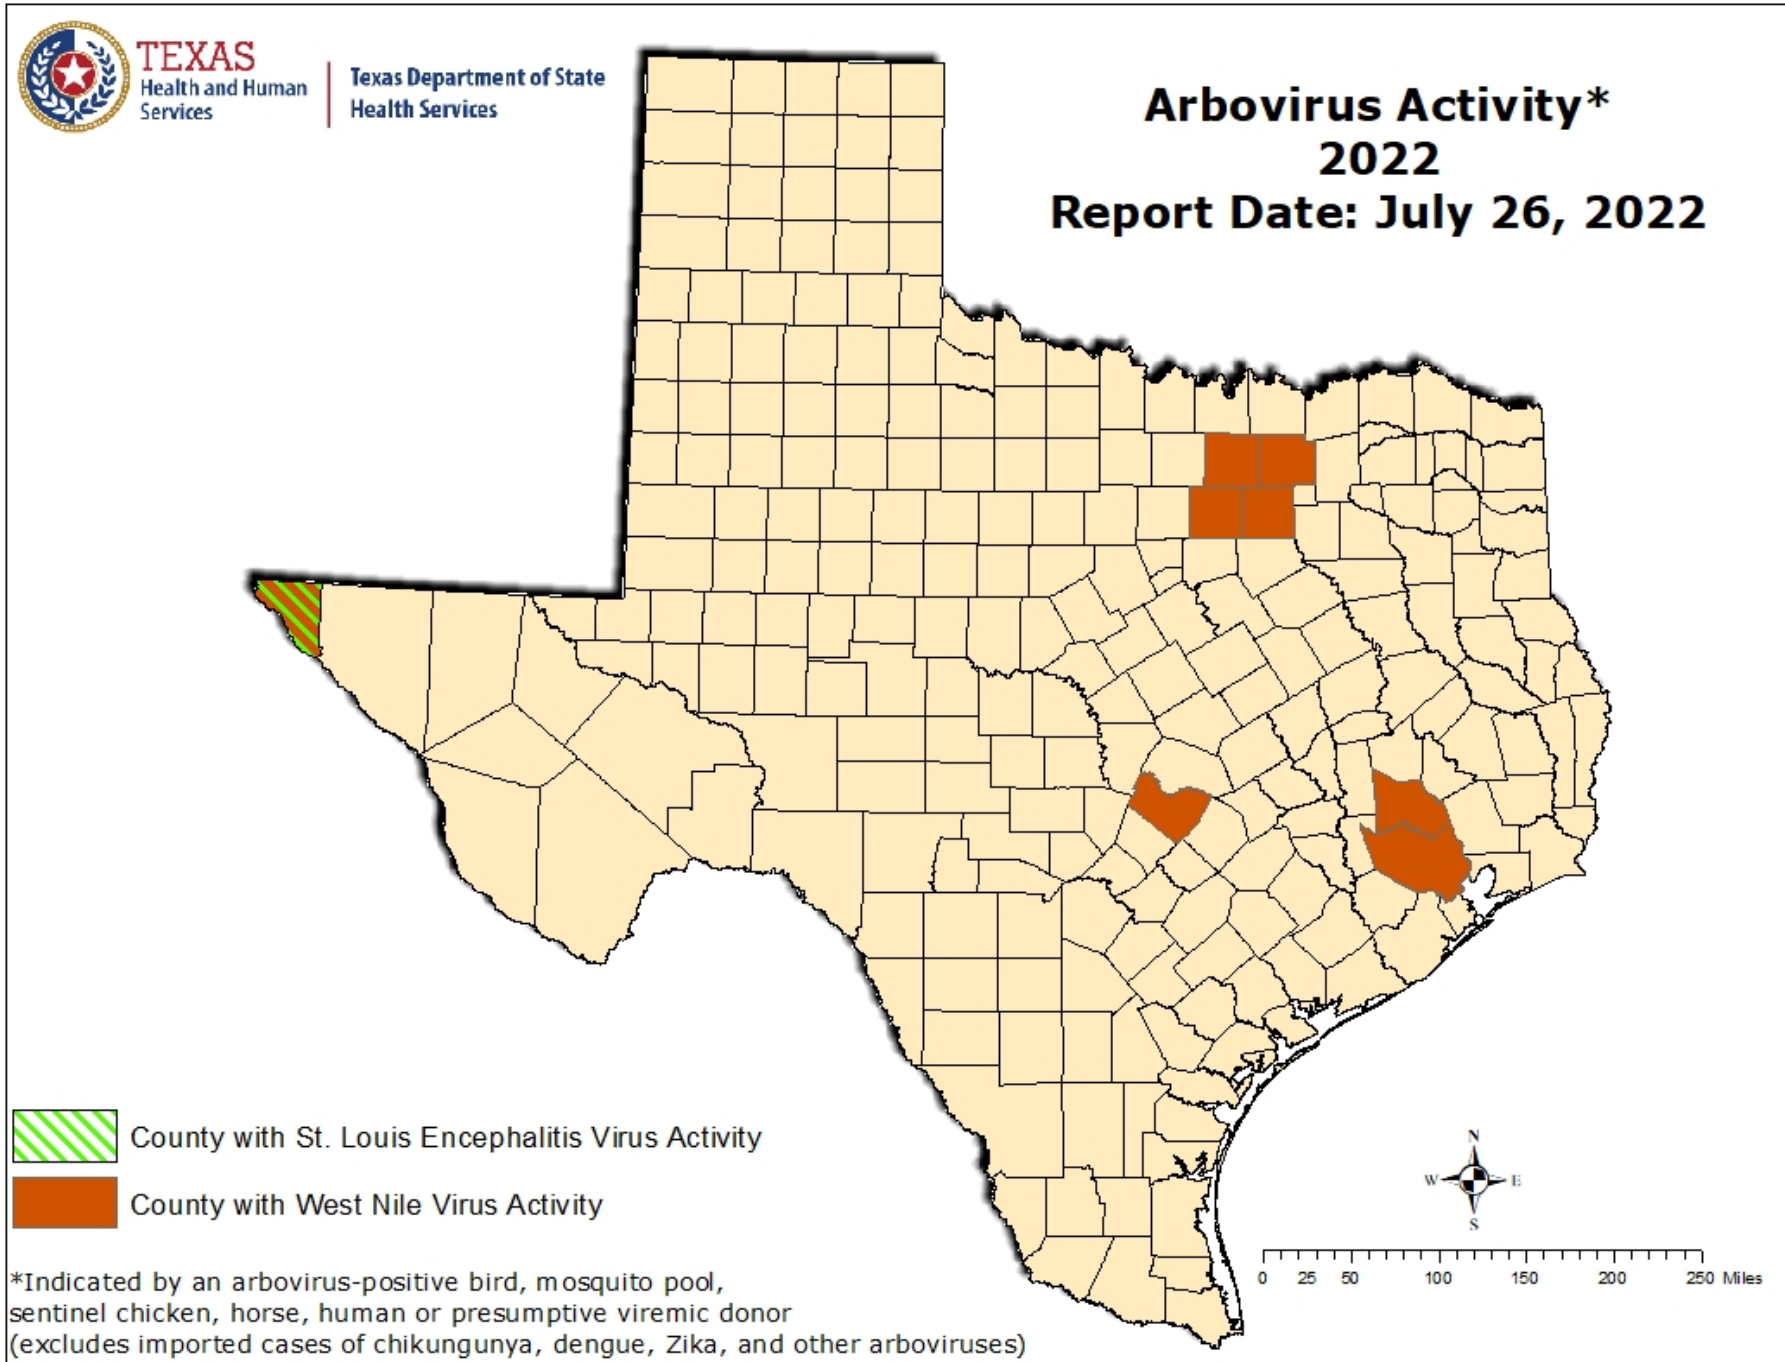 TEXAS
Health and Human
Services
Texas Department of State
Health Services
Arbovirus Activity*
2022
Report Date: July 26, 2022
County with St. Louis Encephalitis Virus Activity
County with West Nile Virus Activity
*Indicated by an arbovirus-positive bird, mosquito pool,
sentinel chicken, horse, human or presumptive viremic donor
(excludes imported cases of chikungunya, dengue, Zika, and other arboviruses)
N
W E
S
0 25 50 100 150 200 250 Miles